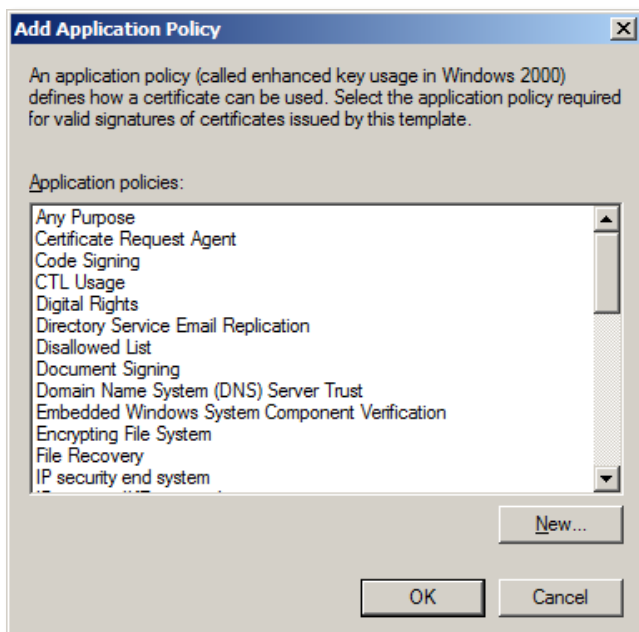 Add Application Policy
An application policy (called enhanced key usage in Windows 2000)
defines how a certificate can be used. Select the application policy required
for valid signatures of certificates issued by this template.
Application policies:
Any Purpose
Certificate Request Agent
Code Signing
CTL Usage
Digital Rights
Directory Service Email Replication
Disallowed List
Document Signing
Domain Name System (DNS) Server Trust
Embedded Windows System Component Verification
Encrypting File System
File Recovery
IP security end system
New...
OK Cancel